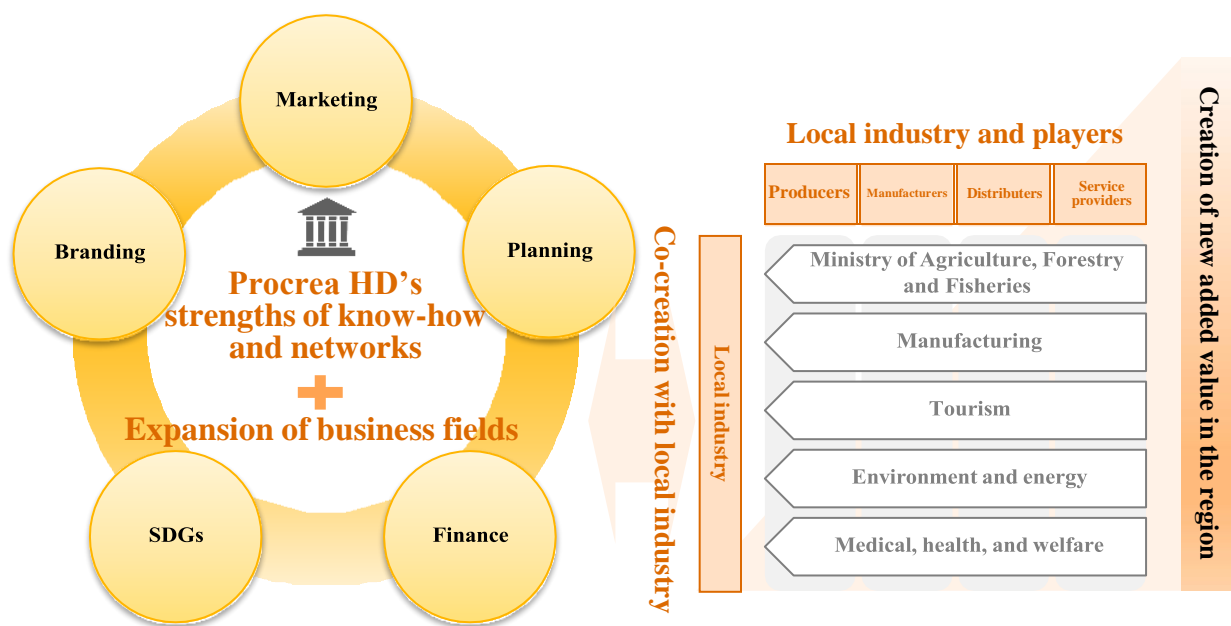 Marketing
Branding
Planning
Procrea HD’s
strengths of know-how
and networks
Expansion of business fields
SDGs
Finance
Co-creation with local industry
Local industry and players
Producers
Manufacturers
Distributers
Service
providers
Local industry
Ministry of Agriculture, Forestry
and Fisheries
Manufacturing
Tourism
Environment and energy
Medical, health, and welfare
Creation of new added value in the region